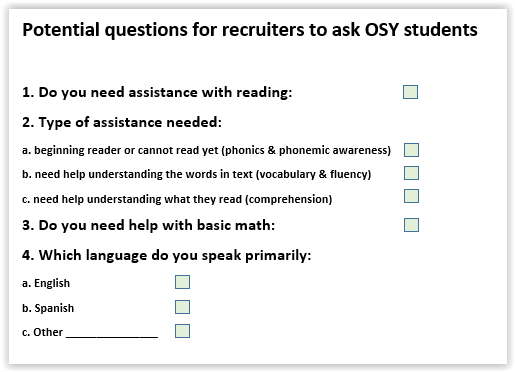 Potential questions for recruiters to ask OSY students
1. Do you need assistance with reading:
2. Type of assistance needed:
a. beginning reader or cannot read yet (phonics & phonemic awareness)
b. need help understanding the words in text (vocabulary & fluency)
c. need help understanding what they read (comprehension)
3. Do you need help with basic math:
4. Which language do you speak primarily:
a. English
b. Spanish
c. Other _______________